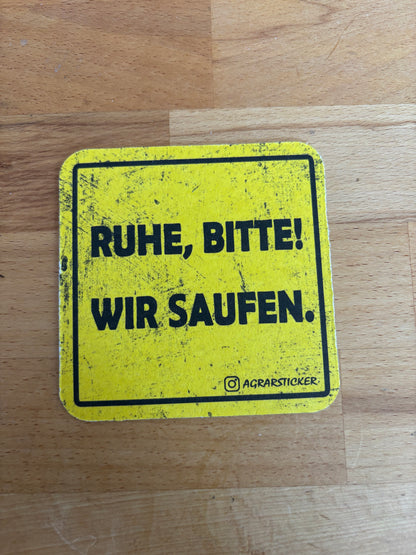 RUHE, BITTE!
WIR SAUFEN.
AGRARSTICKER